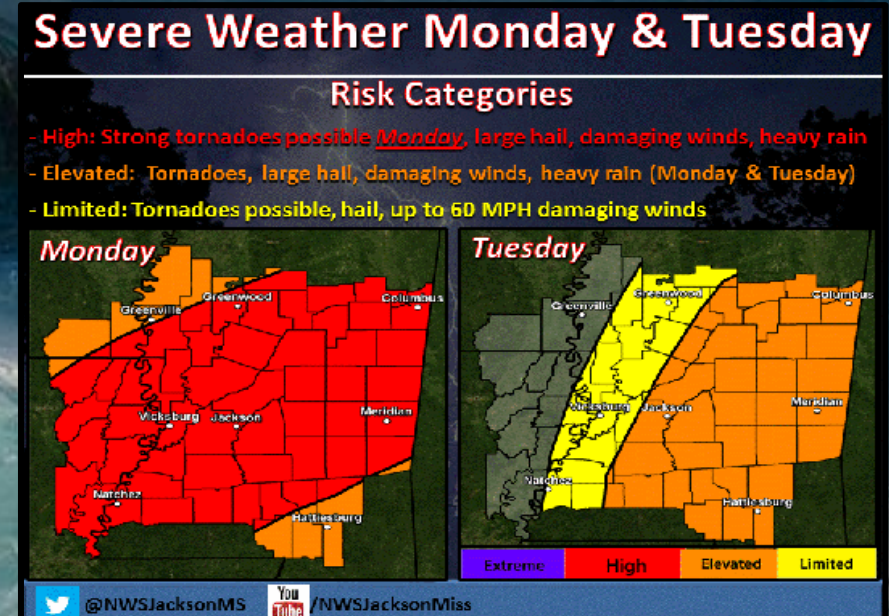 Severe Weather Monday & Tuesday
Risk Categories
- High: Strong tornadoes possible Monday, large hail, damaging winds, heavy rain
- Elevated: Tornadoes, large hail, damaging winds, heavy rain (Monday & Tuesday)
- Limited: Tornadoes possible, hail, up to 60 MPH damaging winds
Monday
Greenville
Greenwood
Columbus
Vicksburg
Jackson
Meridian
Natchez
Hattiesburg
Tuesday
Greenville
Greenwood
Columbus
Vicksburg
Jackson
Meridian
Natchez
Hattiesburg
Extreme High Elevated Limited
@NWSJacksonMS You Tube /NWSJacksonMiss